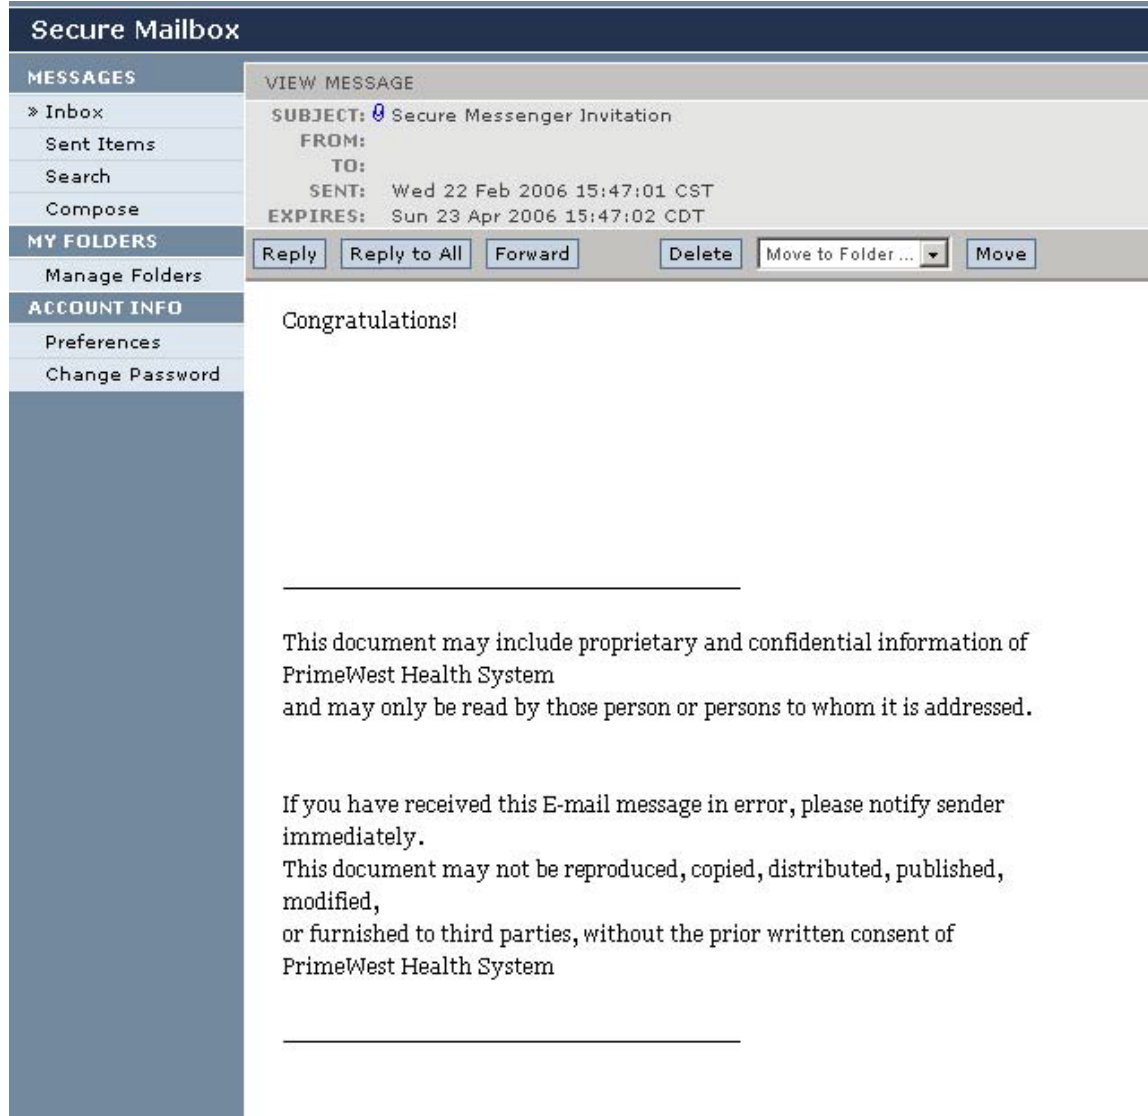 Secure Mailbox
MESSAGES
» Inbox
Sent Items
Search
Compose
MY FOLDERS
Manage Folders
ACCOUNT INFO
Preferences
Change Password
VIEW MESSAGE
SUBJECT: Secure Messenger Invitation
FROM:
TO:
SENT: Wed 22 Feb 2006 15:47:01 CST
EXPIRES: Sun 23 Apr 2006 15:47:02 CDT
Reply Reply to All Forward Delete Move to Folder ... Move
Congratulations!
This document may include proprietary and confidential information of
PrimeWest Health System
and may only be read by those person or persons to whom it is addressed.
If you have received this E-mail message in error, please notify sender
immediately.
This document may not be reproduced, copied, distributed, published,
modified,
or furnished to third parties, without the prior written consent of
PrimeWest Health System